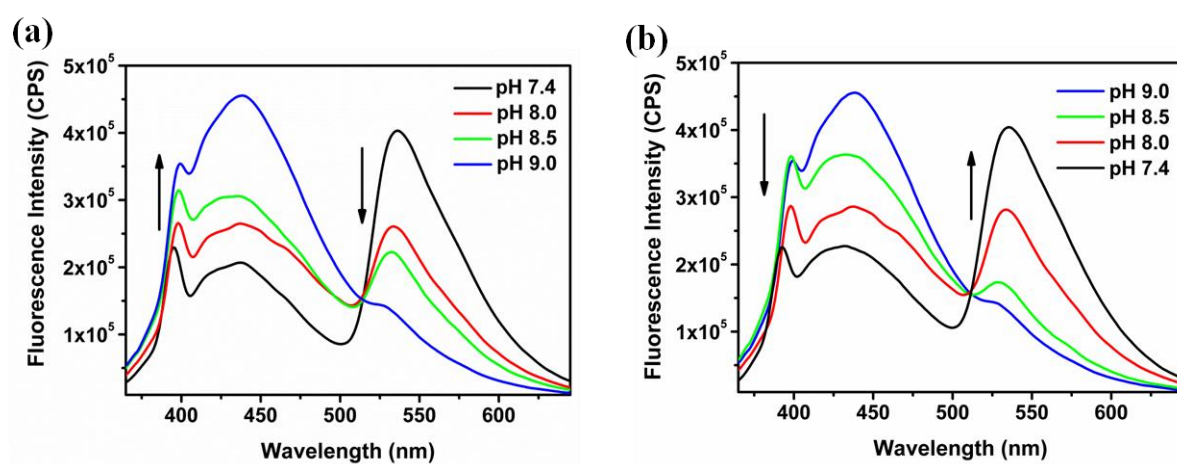 (a)
Fluorescence Intensity (CPS)
5x10⁵
4x10⁵
3x10⁵
2x10⁵
1x10⁵
pH 7.4
pH 8.0
pH 8.5
pH 9.0
400 450 500 550 600
Wavelength (nm)
(b)
Fluorescence Intensity (CPS)
5x10⁵
4x10⁵
3x10⁵
2x10⁵
1x10⁵
pH 9.0
pH 8.5
pH 8.0
pH 7.4
400 450 500 550 600
Wavelength (nm)